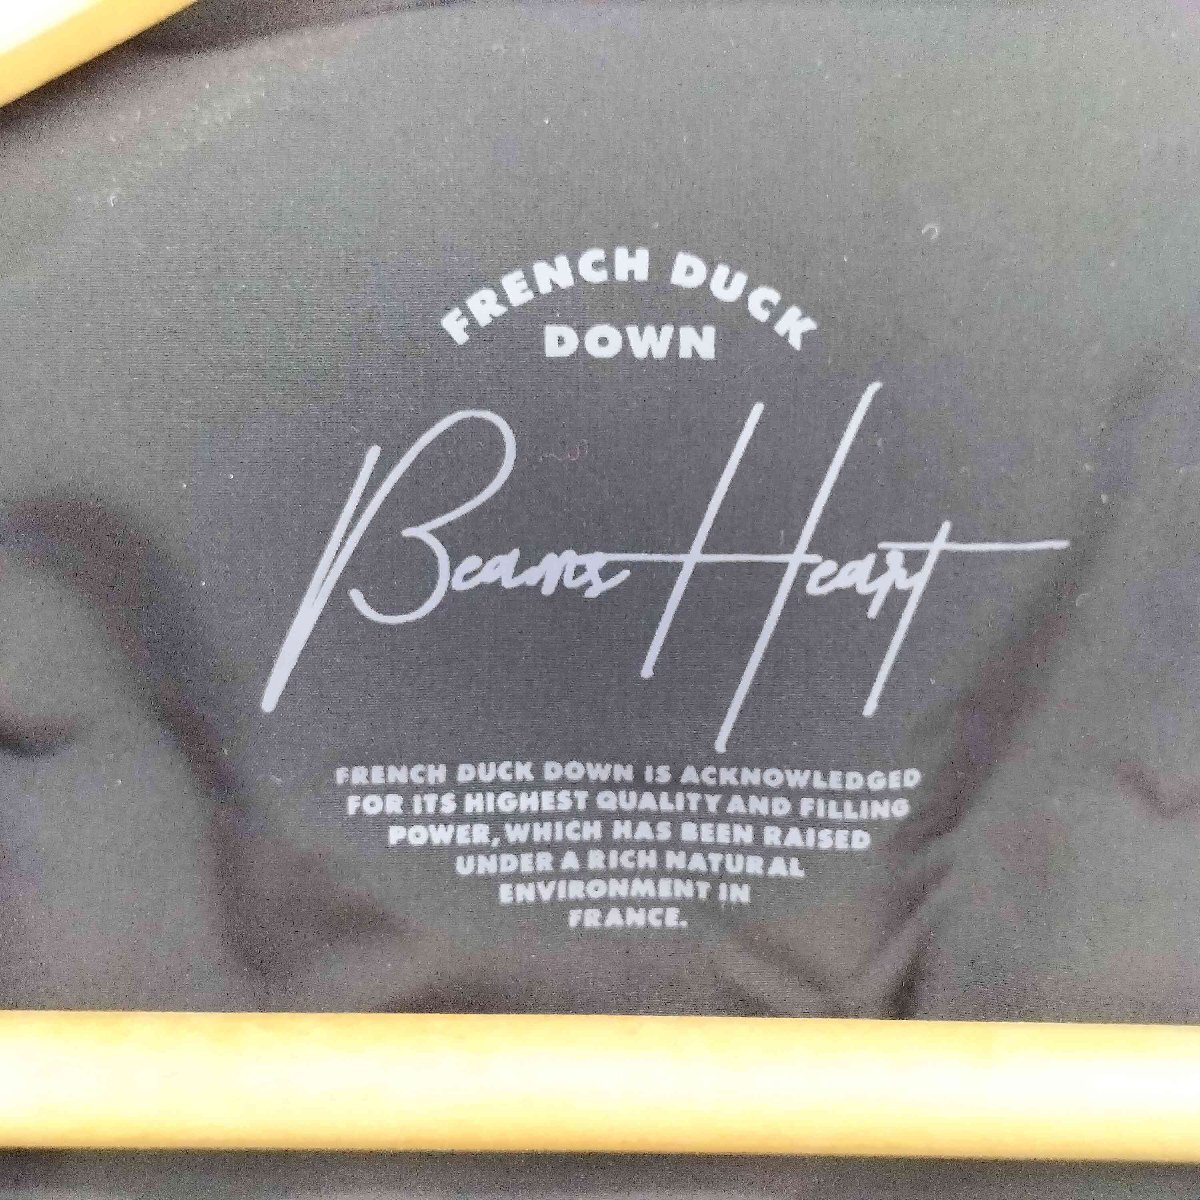 FRENCH DUCK
DOWN
Beams Heart
FRENCH DUCK DOWN IS ACKNOWLEDGED
FOR ITS HIGHEST QUALITY AND FILLING
POWER, WHICH HAS BEEN RAISED
UNDER A RICH NATURAL
ENVIRONMENT IN
FRANCE.